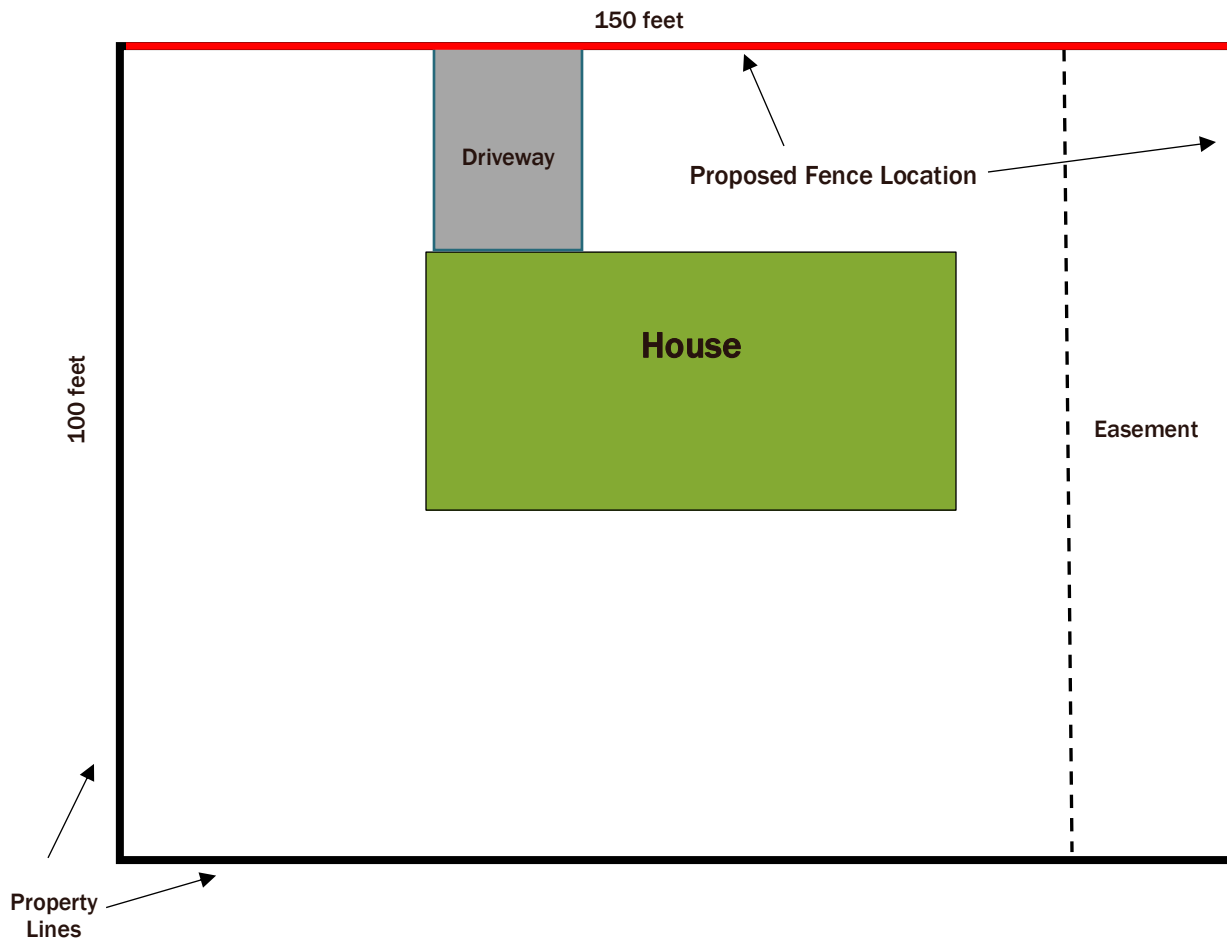 150 feet
Driveway
Proposed Fence Location
House
100 feet
Easement
Property
Lines